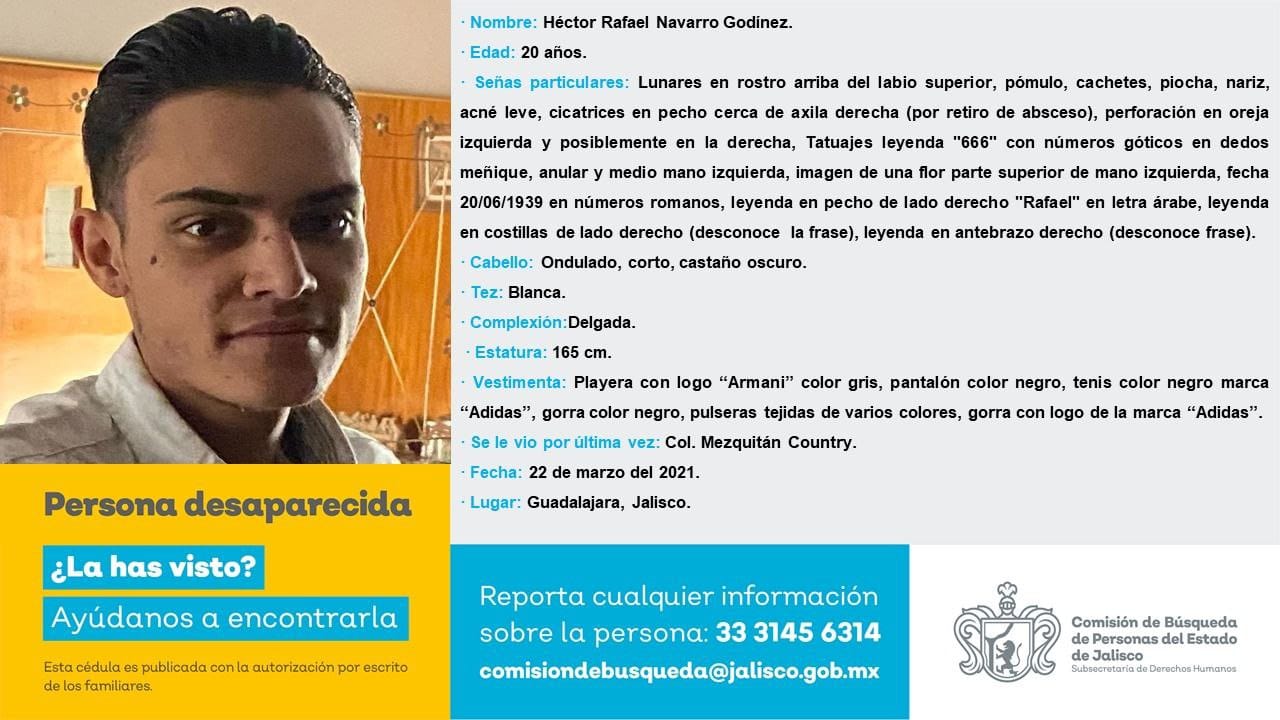 · Nombre: Héctor Rafael Navarro Godínez.
· Edad: 20 años.
· Señas particulares: Lunares en rostro arriba del labio superior, pómulo, cachetes, piocha, nariz,
acné leve, cicatrices en pecho cerca de axila derecha (por retiro de absceso), perforación en oreja
izquierda y posiblemente en la derecha, Tatuajes leyenda "666" con números góticos en dedos
meñique, anular y medio mano izquierda, imagen de una flor parte superior de mano izquierda, fecha
20/06/1939 en números romanos, leyenda en pecho de lado derecho "Rafael" en letra árabe, leyenda
en costillas de lado derecho (desconoce la frase), leyenda en antebrazo derecho (desconoce frase).
· Cabello: Ondulado, corto, castaño oscuro.
· Tez: Blanca.
· Complexión:Delgada.
· Estatura: 165 cm.
· Vestimenta: Playera con logo “Armani” color gris, pantalón color negro, tenis color negro marca
“Adidas”, gorra color negro, pulseras tejidas de varios colores, gorra con logo de la marca “Adidas”.
· Se le vio por última vez: Col. Mezquitán Country.
· Fecha: 22 de marzo del 2021.
· Lugar: Guadalajara, Jalisco.
Persona desaparecida
¿La has visto?
Ayúdanos a encontrarla
Esta cédula es publicada con la autorización por escrito
de los familiares.
Reporta cualquier información
sobre la persona: 33 3145 6314
comisiondebusqueda@jalisco.gob.mx
Comisión de Búsqueda
de Personas del Estado
de Jalisco
Subsecretaría de Derechos Humanos